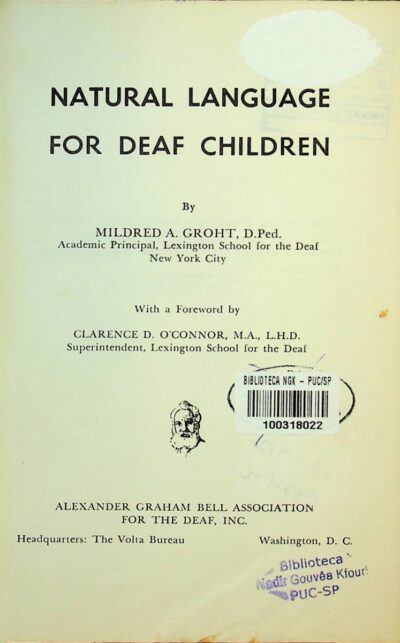 NATURAL LANGUAGE
FOR DEAF CHILDREN
By
MILDRED A. GROHT, D.Ped.
Academic Principal, Lexington School for the Deaf
New York City
With a Foreword by
CLARENCE D. O'CONNOR, M.A., L.H.D.
Superintendent, Lexington School for the Deaf
BIBLIOTECA NGK - PUC/SP
100318022
ALEXANDER GRAHAM BELL ASSOCIATION
FOR THE DEAF, INC.
Headquarters: The Volta Bureau Washington, D. C.
Biblioteca
Nadir Gouvêa Kfouri
PUC-SP